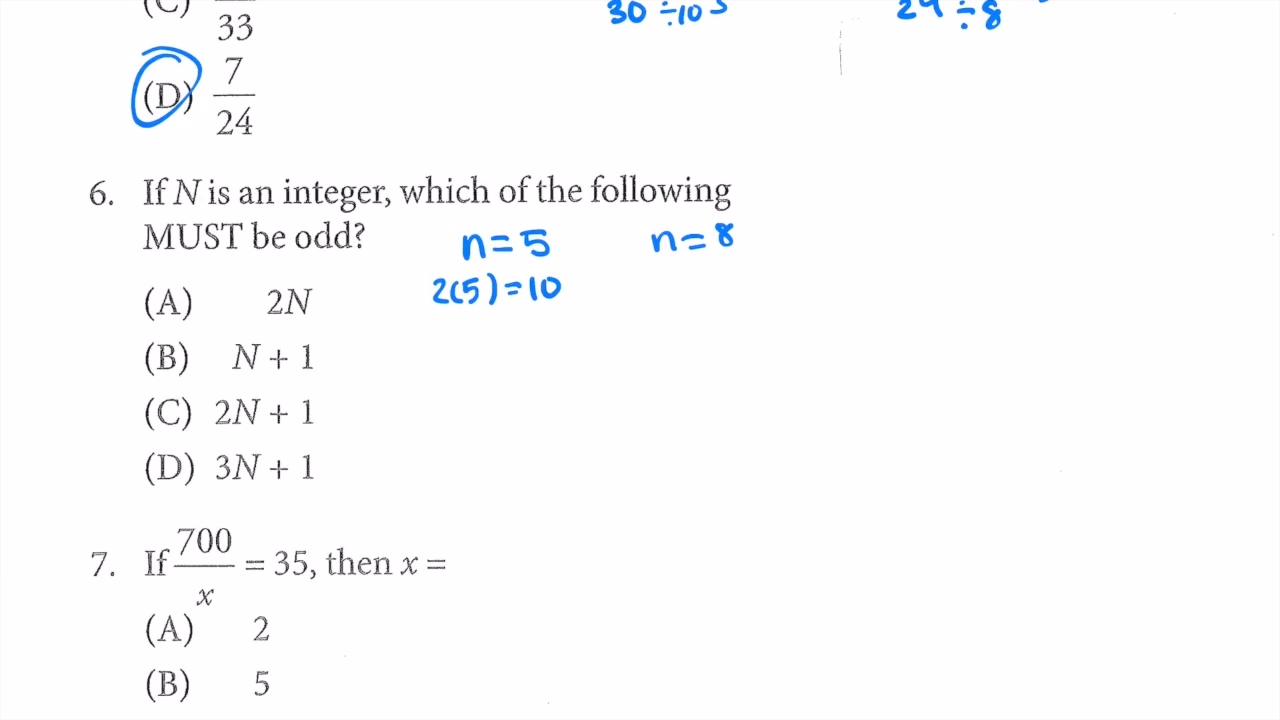 (C)
33
30 ÷10
÷8
(D) 7
24
6. If N is an integer, which of the following
MUST be odd?
n=5
n=8
(A) 2N
2(5)=10
(B) N + 1
(C) 2N + 1
(D) 3N + 1
7. If 700/x = 35, then x =
(A) 2
(B) 5